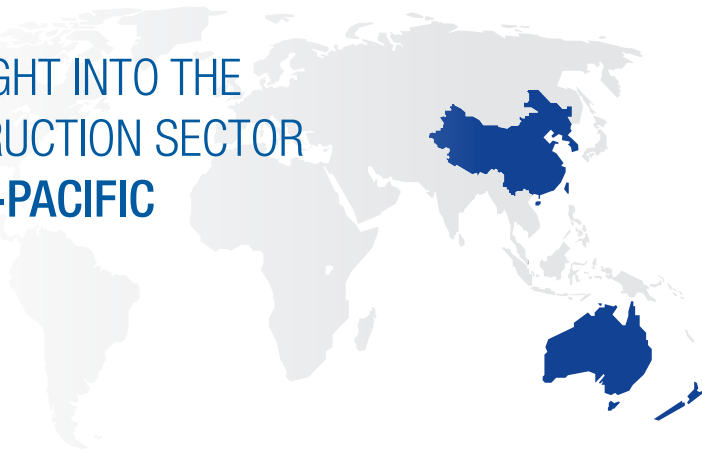 GHT INTO THE
RUCTION SECTOR
-PACIFIC